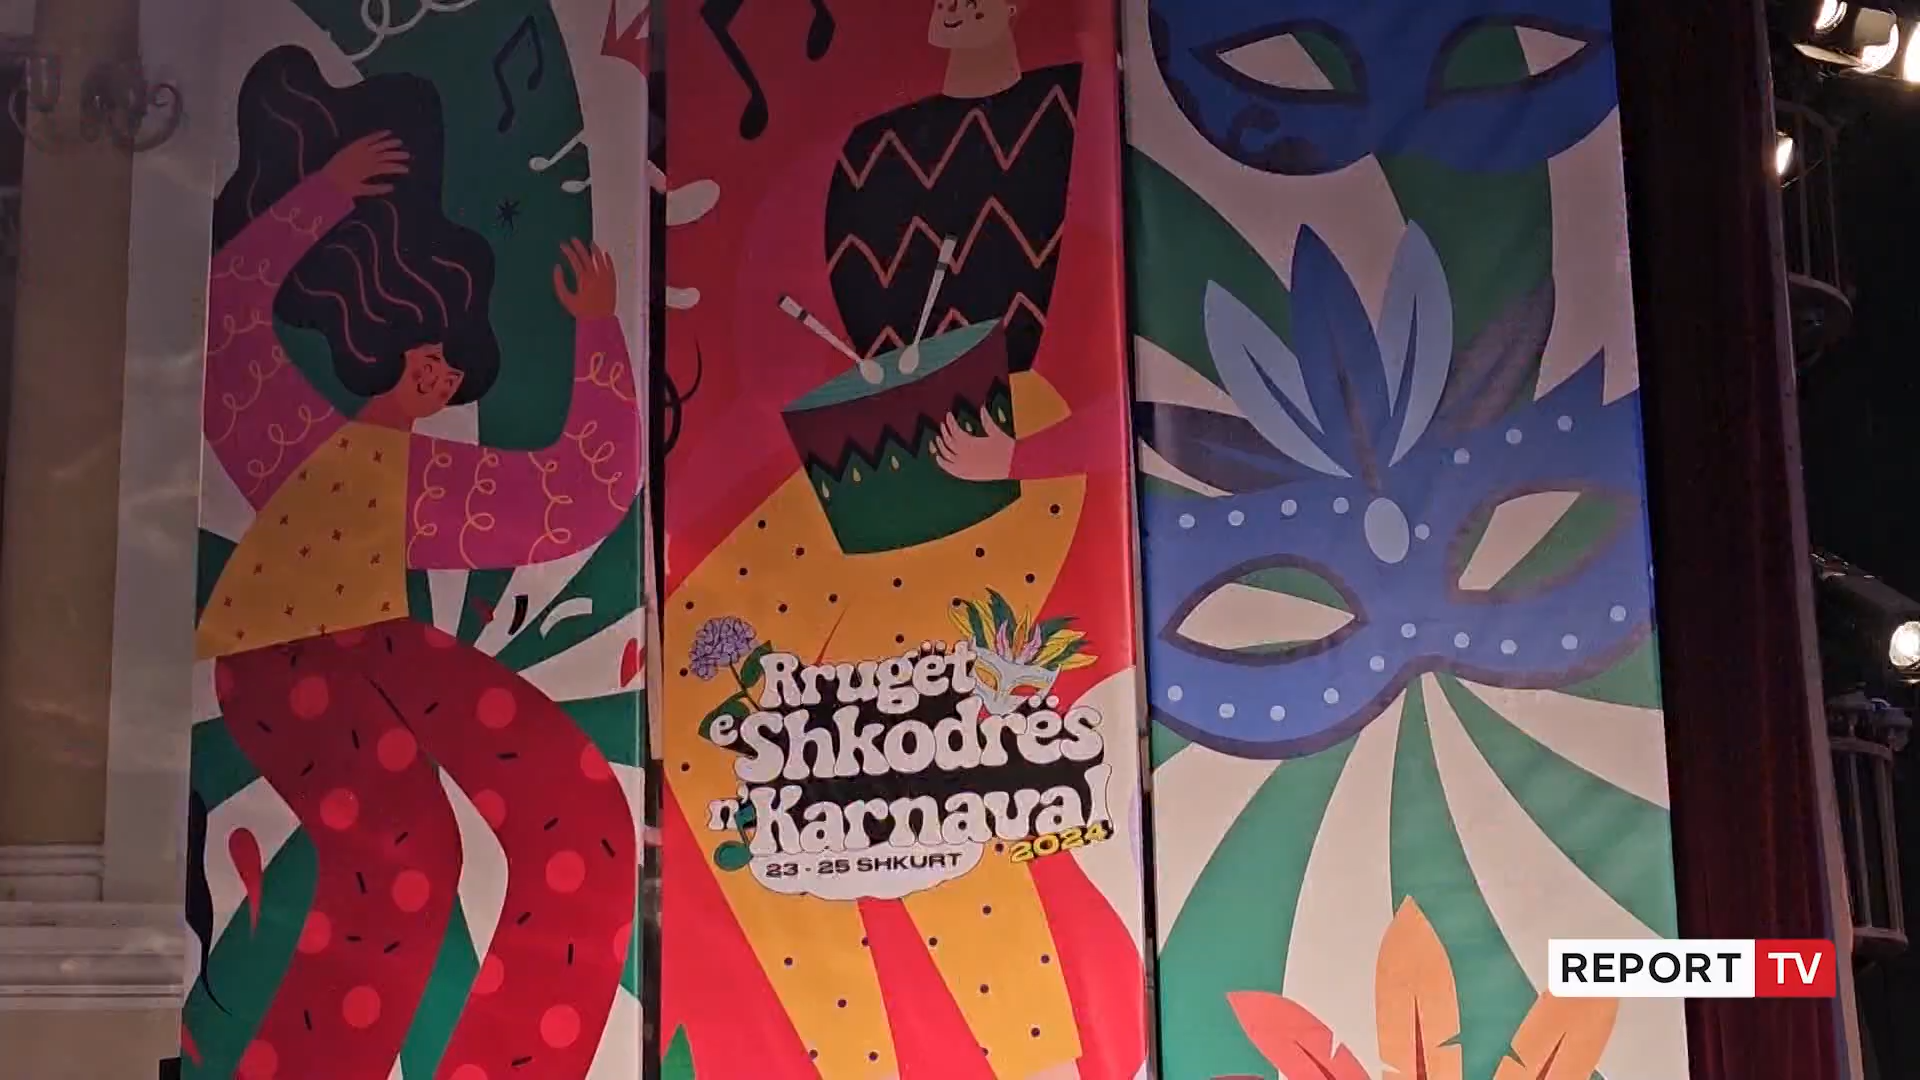 Rrugët
e Shkodrës
n'Karnaval
2024
23 - 25 SHKURT
REPORT TV